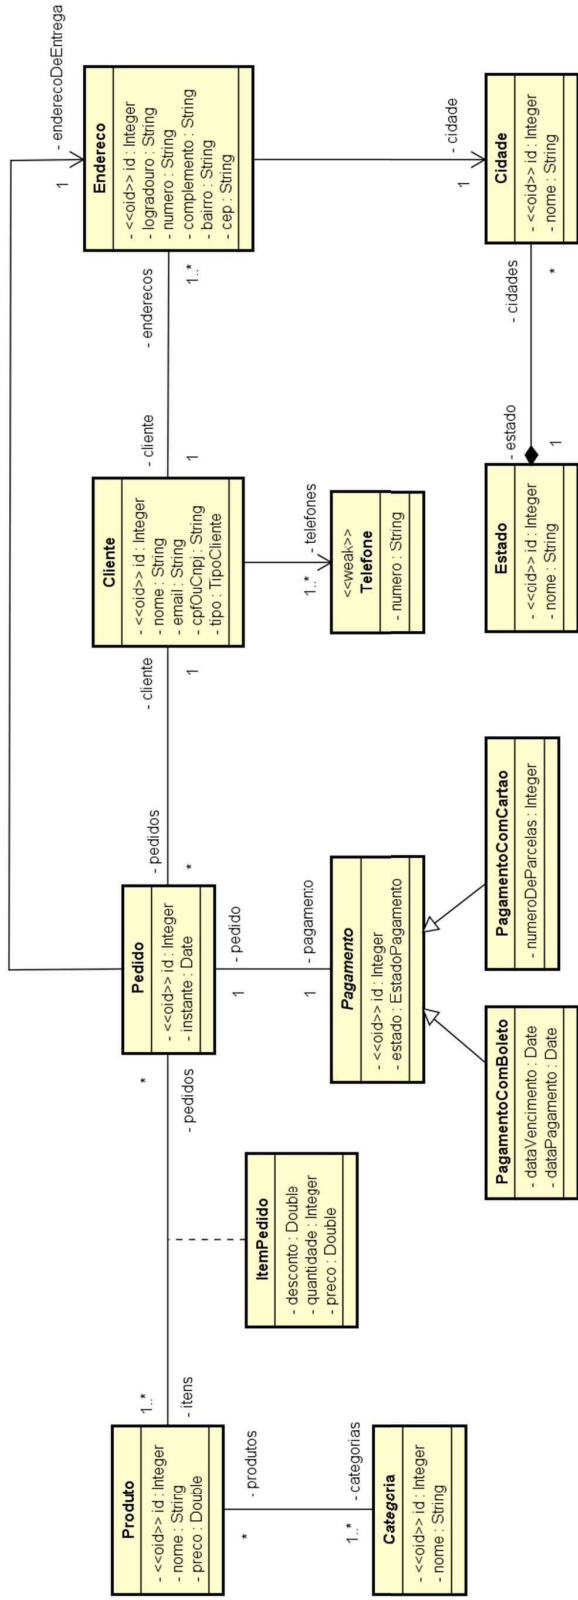 Produto
- <<oid>> id : Integer
- nome : String
- preco : Double
1..*
- itens
*
- pedidos
ItemPedido
- desconto : Double
- quantidade : Integer
- preco : Double
*
- produtos
1..*
- categorias
Categoria
- <<oid>> id : Integer
- nome : String
Pedido
- <<oid>> id : Integer
- instante : Date
- pedidos
*
- cliente
1
1
- pedido
1
- pagamento
Pagamento
- <<oid>> id : Integer
- estado : EstadoPagamento
PagamentoComBoleto
- dataVencimento : Date
- dataPagamento : Date
PagamentoComCartao
- numeroDeParcelas : Integer
Cliente
- <<oid>> id : Integer
- nome : String
- email : String
- cpfOuCnpj : String
- tipo : TipoCliente
- cliente
1
- enderecos
1..*
1..*
- telefones
<<weak>>
Telefone
- numero : String
1
- enderecoDeEntrega
Endereco
- <<oid>> id : Integer
- logradouro : String
- numero : String
- complemento : String
- bairro : String
- cep : String
1
- cidade
Estado
- <<oid>> id : Integer
- nome : String
- estado
1
- cidades
*
Cidade
- <<oid>> id : Integer
- nome : String